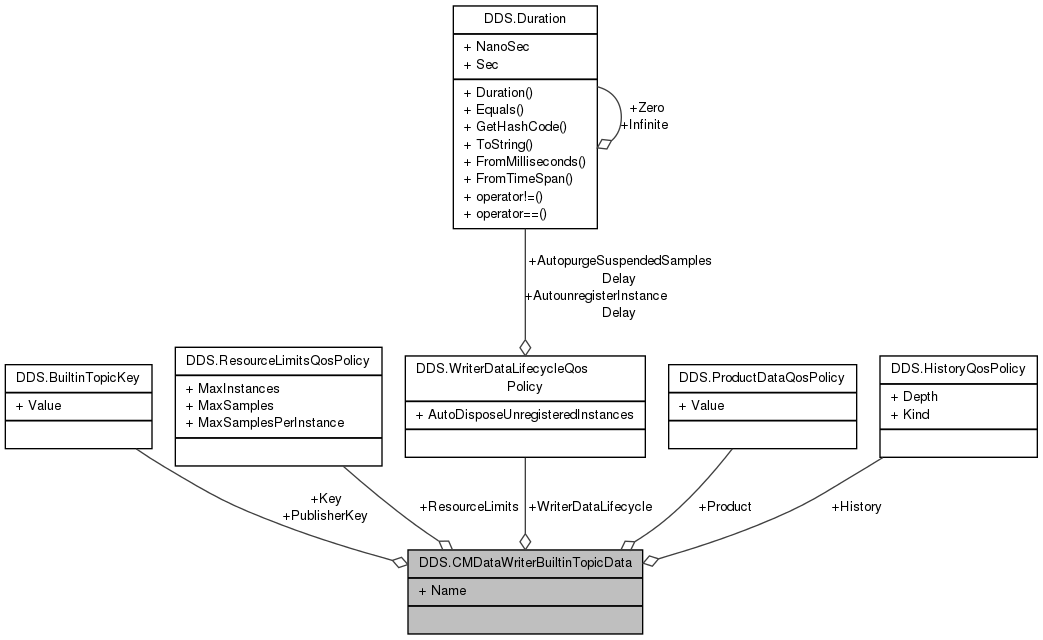 DDS.Duration
+ NanoSec
+ Sec
+ Duration()
+ Equals()
+ GetHashCode()
+ ToString()
+ FromMilliseconds()
+ FromTimeSpan()
+ operator!=()
+ operator==()
+Zero
+Infinite
+AutopurgeSuspendedSamples
Delay
+AutounregisterInstance
Delay
DDS.BuiltinTopicKey
+ Value
DDS.ResourceLimitsQosPolicy
+ MaxInstances
+ MaxSamples
+ MaxSamplesPerInstance
DDS.WriterDataLifecycleQos
Policy
+ AutoDisposeUnregisteredInstances
DDS.ProductDataQosPolicy
+ Value
DDS.HistoryQosPolicy
+ Depth
+ Kind
+Key
+PublisherKey
+ResourceLimits
+WriterDataLifecycle
+Product
+History
DDS.CMDataWriterBuiltinTopicData
+ Name